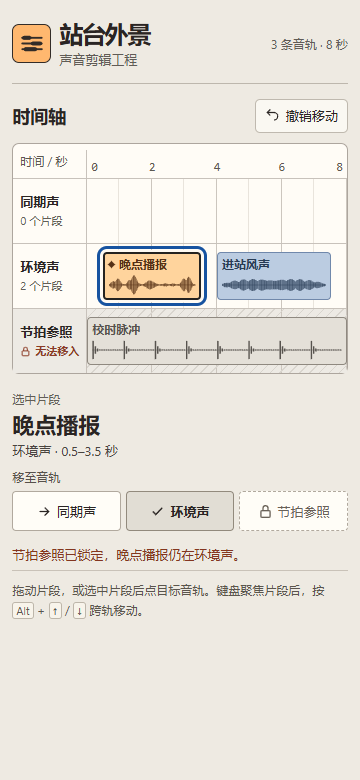 站台外景
声音剪辑工程
3 条音轨 · 8 秒
时间轴
撤销移动
时间 / 秒
0 2 4 6 8
同期声
0 个片段
环境声
2 个片段
晚点播报
进站风声
节拍参照
无法移入
校时脉冲
选中片段
晚点播报
环境声 · 0.5–3.5 秒
移至音轨
同期声
环境声
节拍参照
节拍参照已锁定，晚点播报仍在环境声。
拖动片段，或选中片段后点目标音轨。键盘聚焦片段后，按
Alt + ↑ / ↓ 跨轨移动。